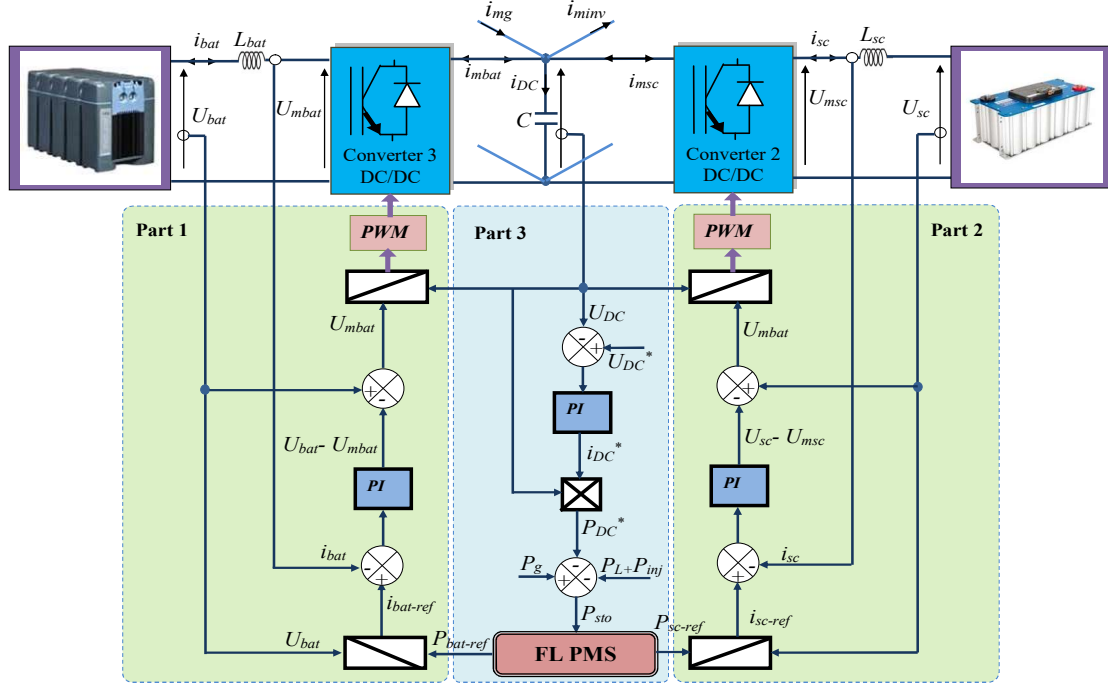 i_mg
i_minv
i_bat
L_bat
i_sc
L_sc
i_mbat
i_DC
i_msc
U_bat
U_mbat
C
U_msc
U_sc
Converter 3
DC/DC
Converter 2
DC/DC
Part 1
PWM
Part 3
PWM
Part 2
U_mbat
U_DC
U_mbat
-
+
U_DC*
+
-
+
-
PI
U_bat- U_mbat
i_DC*
U_sc- U_msc
PI
PI
P_DC*
i_bat
-
+
P_g
+
-
-
P_L+P_inj
+
-
i_sc
i_bat-ref
P_sto
i_sc-ref
U_bat
P_bat-ref
FL PMS
P_sc-ref